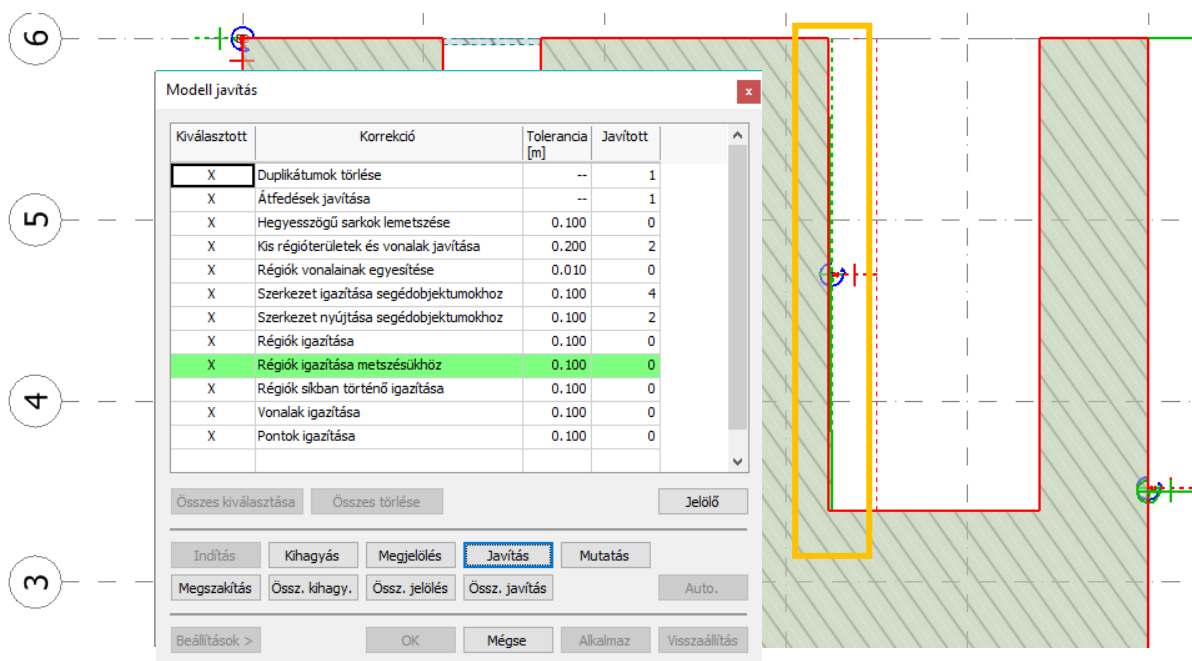 6
5
4
3
Modell javítás
x
Kiválasztott Korrekció Tolerancia [m] Javított
X Duplikátumok törlése -- 1
X Átfedések javítása -- 1
X Hegyesszögű sarkok lemetszése 0.100 0
X Kis régióterületek és vonalak javítása 0.200 2
X Régiók vonalainak egyesítése 0.010 0
X Szerkezet igazítása segédobjektumokhoz 0.100 4
X Szerkezet nyújtása segédobjektumokhoz 0.100 2
X Régiók igazítása 0.100 0
X Régiók igazítása metszésükhöz 0.100 0
X Régiók síkban történő igazítása 0.100 0
X Vonalak igazítása 0.100 0
X Pontok igazítása 0.100 0
Összes kiválasztása Összes törlése Jelölő
Indítás Kihagyás Megjelölés Javítás Mutatás
Megszakítás Össz. kihagy. Össz. jelölés Össz. javítás Auto.
Beállítások > OK Mégse Alkalmaz Visszaállítás